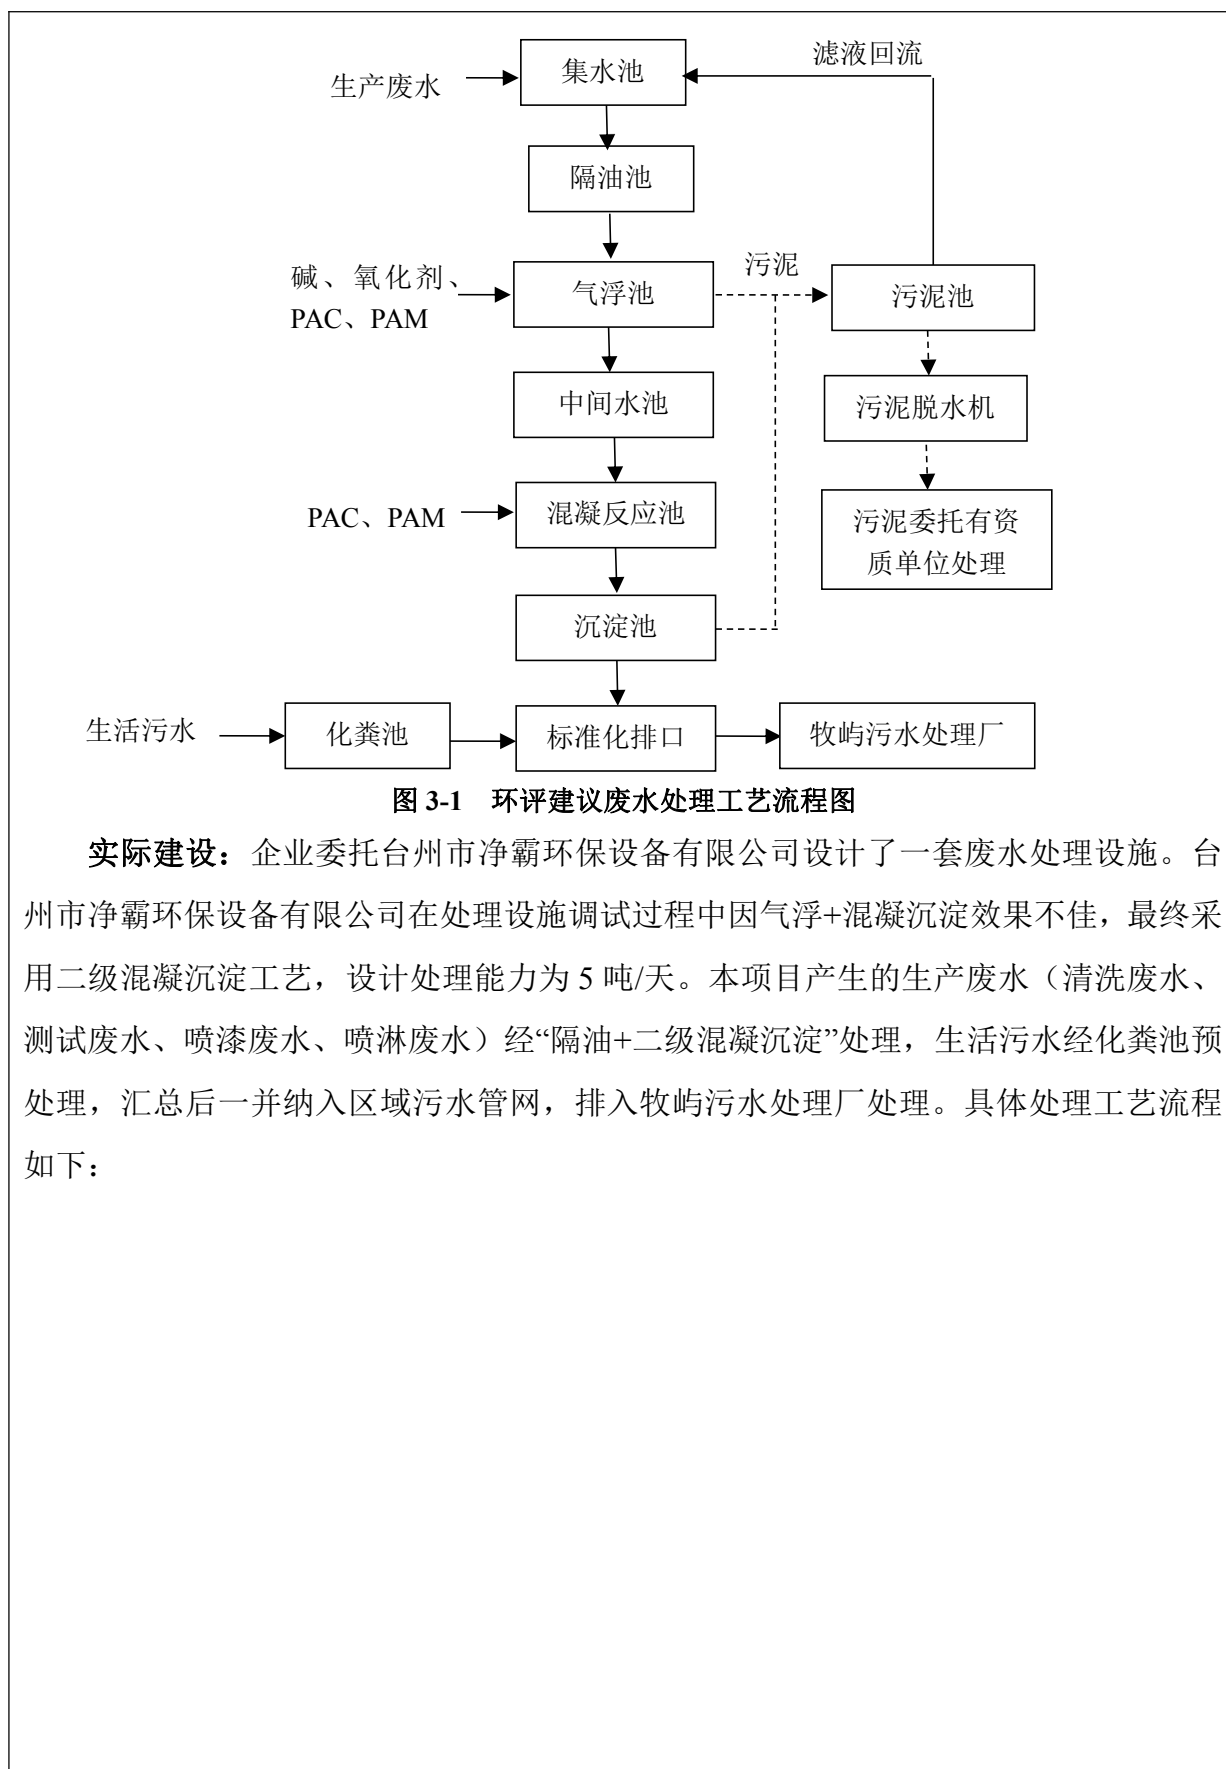 生产废水
集水池
滤液回流
隔油池
碱、氧化剂、
PAC、PAM
气浮池
污泥
污泥池
中间水池
污泥脱水机
PAC、PAM
混凝反应池
污泥委托有资
质单位处理
沉淀池
生活污水
化粪池
标准化排口
牧屿污水处理厂
图 3-1 环评建议废水处理工艺流程图
实际建设：企业委托台州市净霸环保设备有限公司设计了一套废水处理设施。台
州市净霸环保设备有限公司在处理设施调试过程中因气浮+混凝沉淀效果不佳，最终采
用二级混凝沉淀工艺，设计处理能力为 5 吨/天。本项目产生的生产废水（清洗废水、
测试废水、喷漆废水、喷淋废水）经“隔油+二级混凝沉淀”处理，生活污水经化粪池预
处理，汇总后一并纳入区域污水管网，排入牧屿污水处理厂处理。具体处理工艺流程
如下：